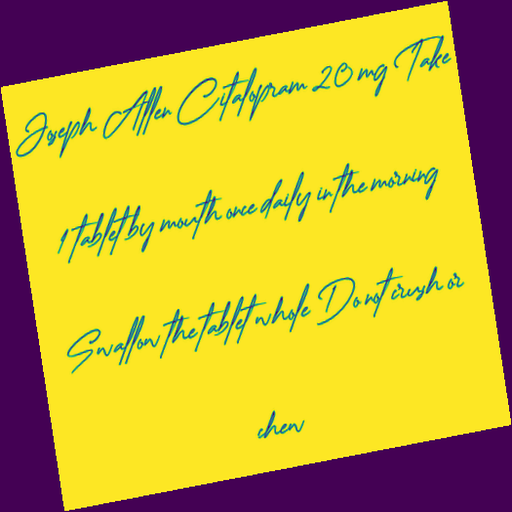 Joseph Allen Citalopram 20 mg Take
1 tablet by mouth once daily in the morning
Swallow the tablet whole Do not crush or
chew